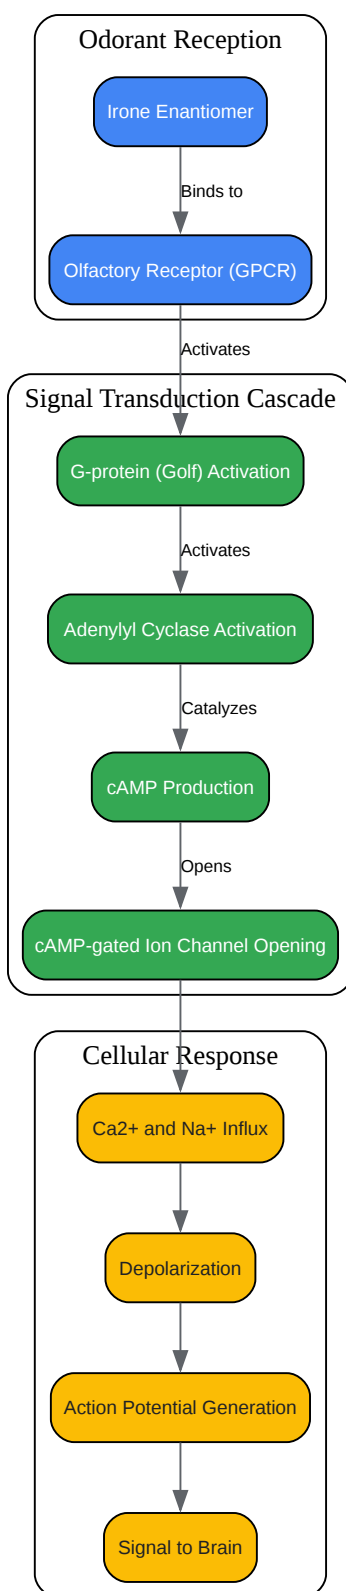 Odorant Reception
Irone Enantiomer
Binds to
Olfactory Receptor (GPCR)
Activates
Signal Transduction Cascade
G-protein (Golf) Activation
Activates
Adenylyl Cyclase Activation
Catalyzes
cAMP Production
Opens
cAMP-gated Ion Channel Opening
Cellular Response
Ca2+ and Na+ Influx
Depolarization
Action Potential Generation
Signal to Brain